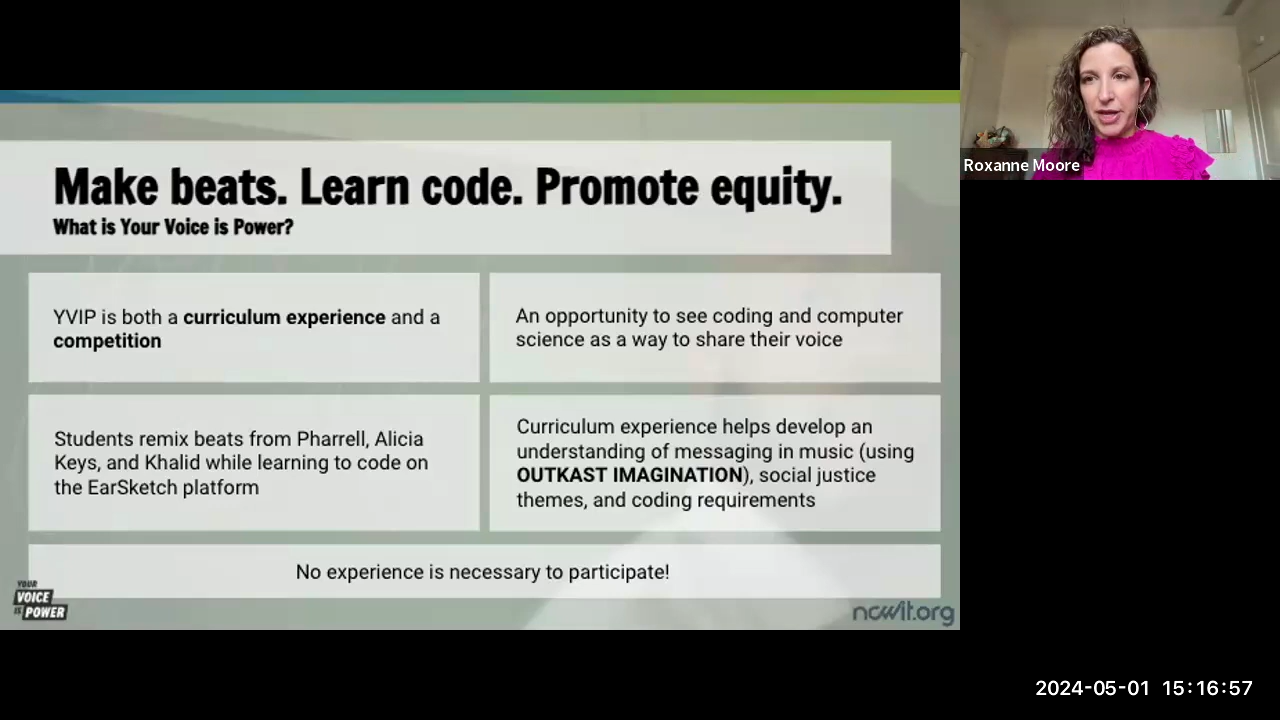 Make beats. Learn code. Promote equity.
What is Your Voice is Power?
YVIP is both a curriculum experience and a
competition
An opportunity to see coding and computer
science as a way to share their voice
Students remix beats from Pharrell, Alicia
Keys, and Khalid while learning to code on
the EarSketch platform
Curriculum experience helps develop an
understanding of messaging in music (using
OUTKAST IMAGINATION), social justice
themes, and coding requirements
No experience is necessary to participate!
YOUR
VOICE
IS POWER
ncwit.org
Roxanne Moore
2024-05-01 15:16:57